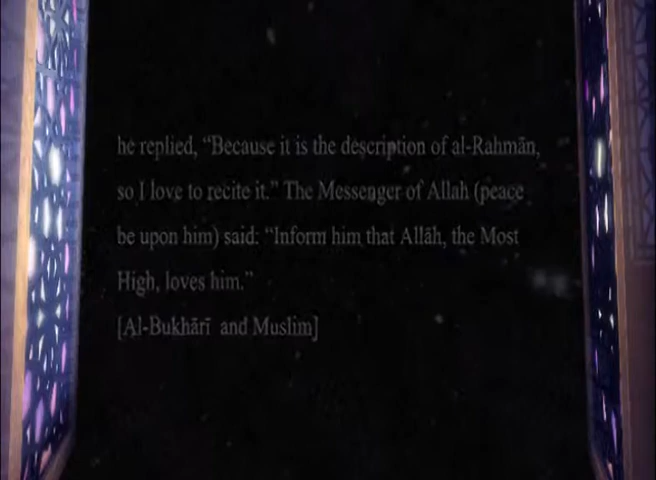 he replied, “Because it is the description of al-Rahmān,
so I love to recite it.” The Messenger of Allah (peace
be upon him) said: “Inform him that Allāh, the Most
High, loves him.”
[Al-Bukhārī and Muslim]